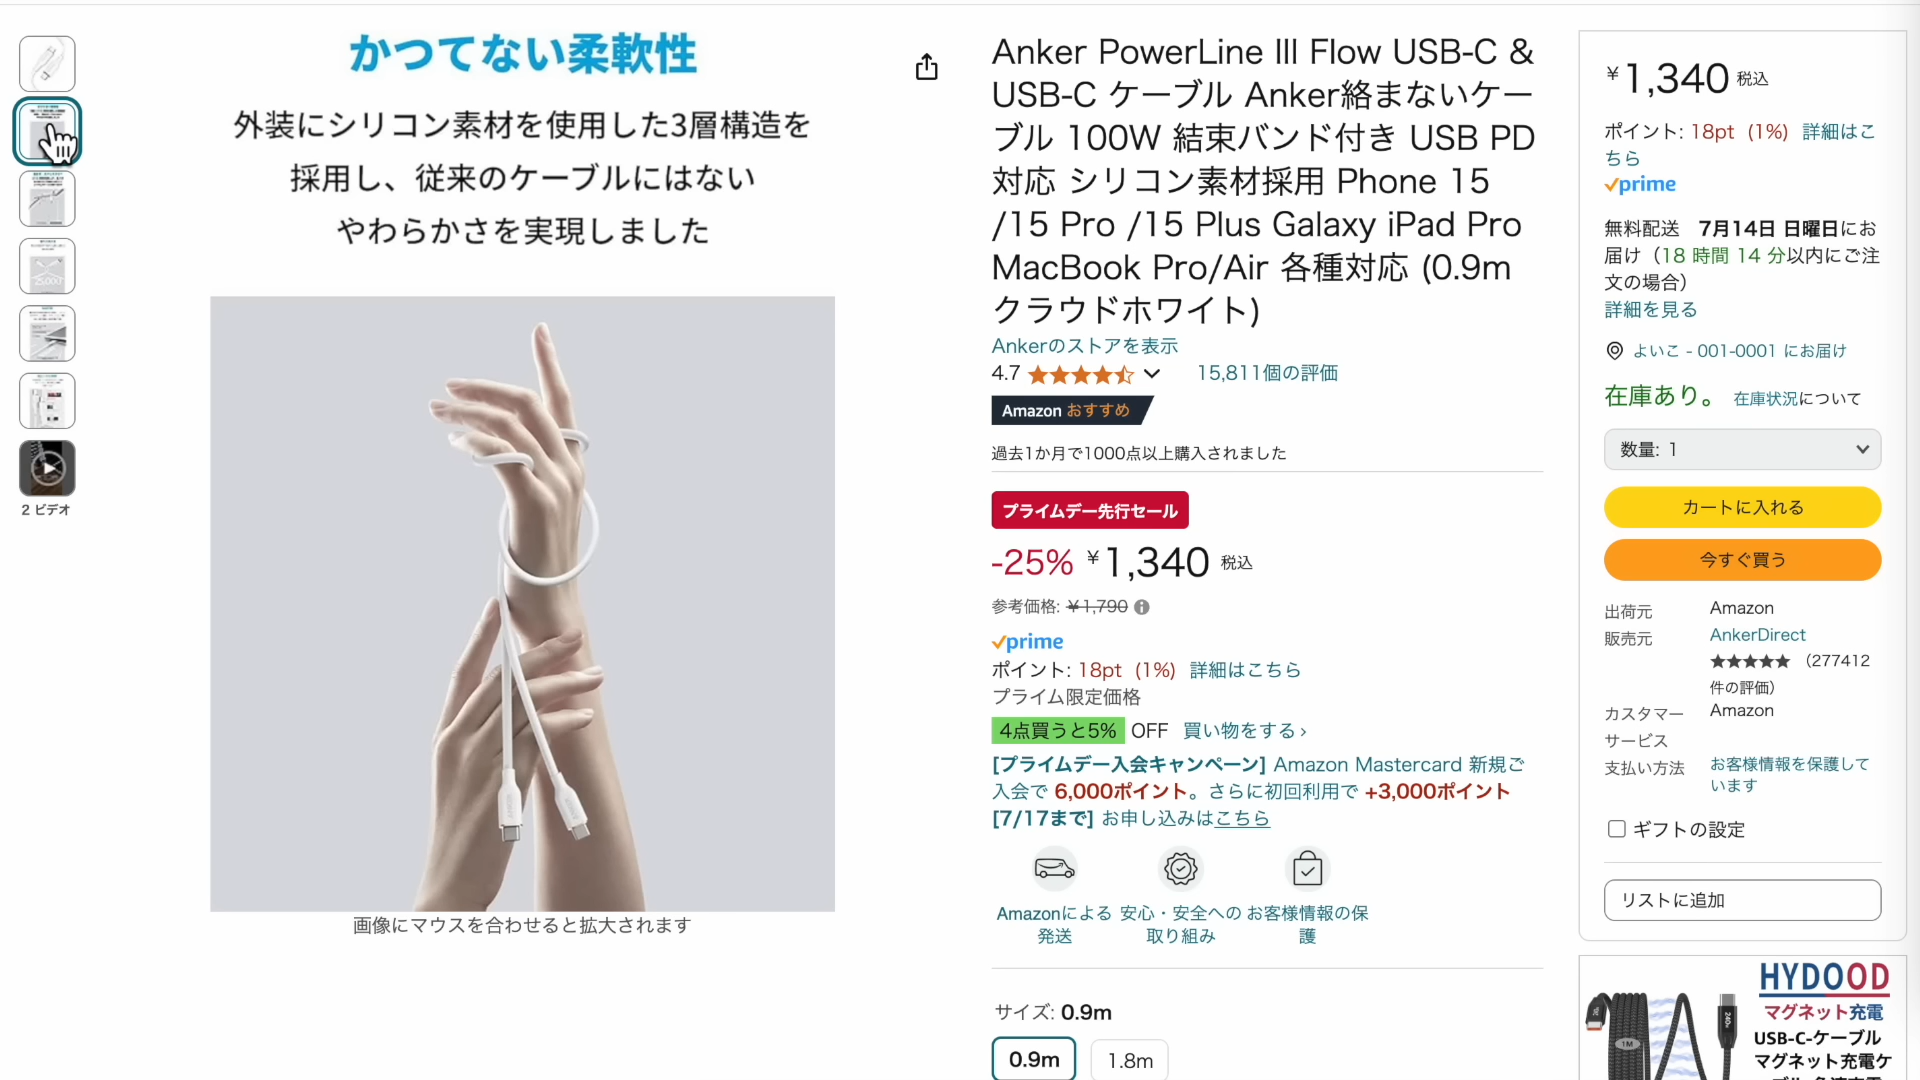 かつてない柔軟性
外装にシリコン素材を使用した3層構造を
採用し、従来のケーブルにはない
やわらかさを実現しました
画像にマウスを合わせると拡大されます
2 ビデオ
Anker PowerLine III Flow USB-C &
USB-C ケーブル Anker絡まないケー
ブル 100W 結束バンド付き USB PD
対応 シリコン素材採用 Phone 15
/15 Pro /15 Plus Galaxy iPad Pro
MacBook Pro/Air 各種対応 (0.9m
クラウドホワイト)
Ankerのストアを表示
4.7
15,811個の評価
Amazon おすすめ
過去1か月で1000点以上購入されました
プライムデー先行セール
-25% ¥1,340 税込
参考価格: ¥1,790
prime
ポイント: 18pt (1%) 詳細はこちら
プライム限定価格
4点買うと5% OFF 買い物をする ›
[プライムデー入会キャンペーン] Amazon Mastercard 新規ご
入会で 6,000ポイント。さらに初回利用で +3,000ポイント
[7/17まで] お申し込みはこちら
Amazonによる
発送
安心・安全への
取り組み
お客様情報の保
護
サイズ: 0.9m
0.9m
1.8m
¥1,340 税込
ポイント: 18pt (1%) 詳細はこ
ちら
prime
無料配送 7月14日 日曜日にお
届け（18 時間 14 分以内にご注
文の場合）
詳細を見る
よいこ - 001-0001 にお届け
在庫あり。 在庫状況について
数量: 1
カートに入れる
今すぐ買う
出荷元 Amazon
販売元 AnkerDirect
(277412
件の評価)
カスタマー
サービス
Amazon
支払い方法
お客様情報を保護して
います
ギフトの設定
リストに追加
HYDOOD
マグネット充電
USB-C-ケーブル
マグネット充電ケ
1M